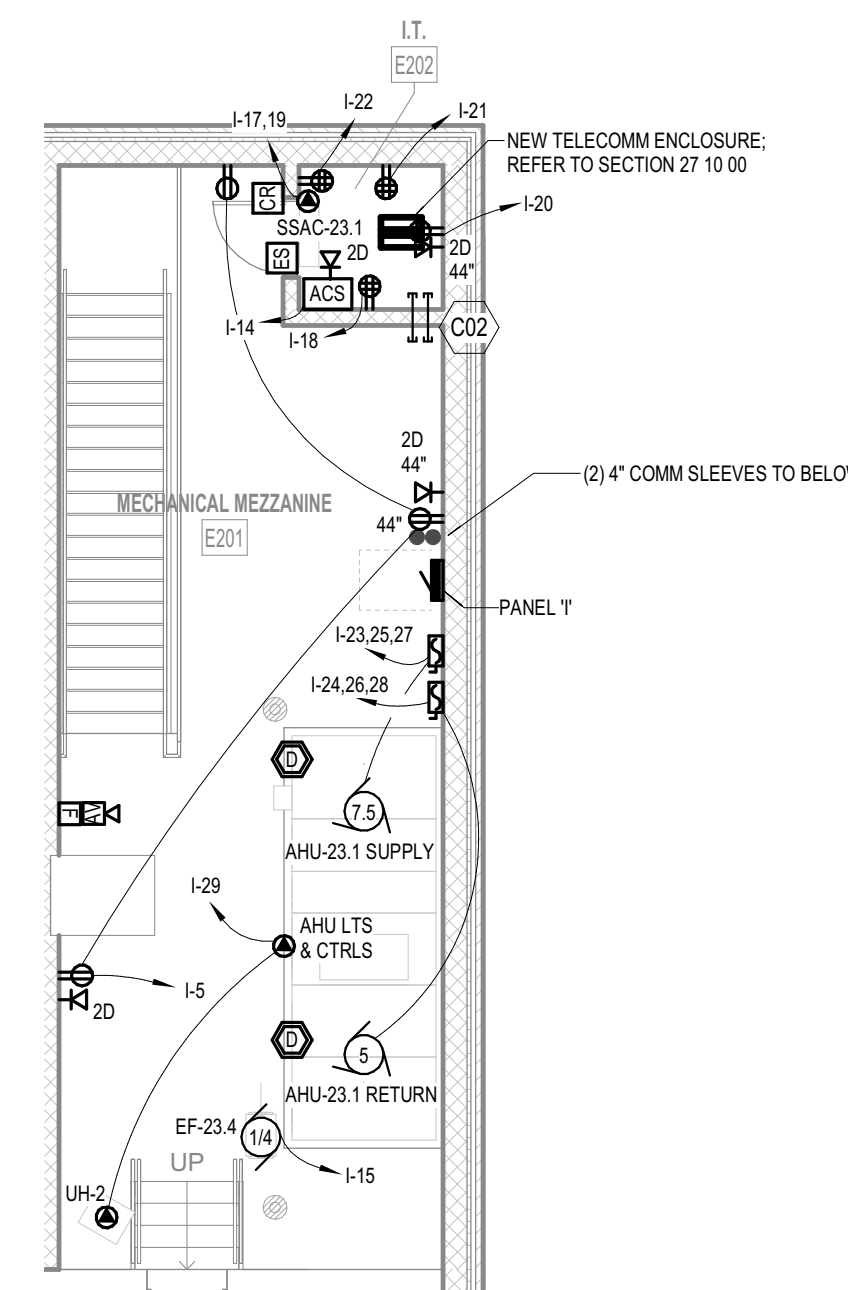 I.T.
E202
I-17,19
I-22
I-21
NEW TELECOMM ENCLOSURE;
REFER TO SECTION 27 10 00
CR
SSAC-23.1
I-20
ES
2D
2D
44"
ACS
I-14
I-18
C02
2D
44"
(2) 4" COMM SLEEVES TO BELOW
MECHANICAL MEZZANINE
E201
44"
PANEL 'I'
I-23,25,27
I-24,26,28
D
7.5
AHU-23.1 SUPPLY
F
AV
I-29
AHU LTS
& CTRLS
I-5
2D
D
5
AHU-23.1 RETURN
EF-23.4
1/4
UP
I-15
UH-2